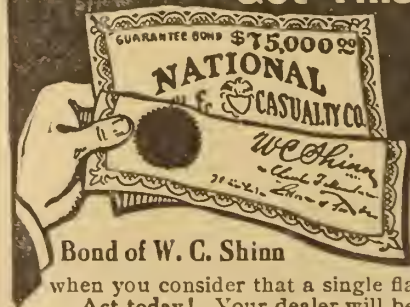 GUARANTEE BOND $75,000.00
NATIONAL
CASUALTY CO.
W.C. Shinn
Bond of W. C. Shinn
when you consider that a single
Act today! Your dealer will be